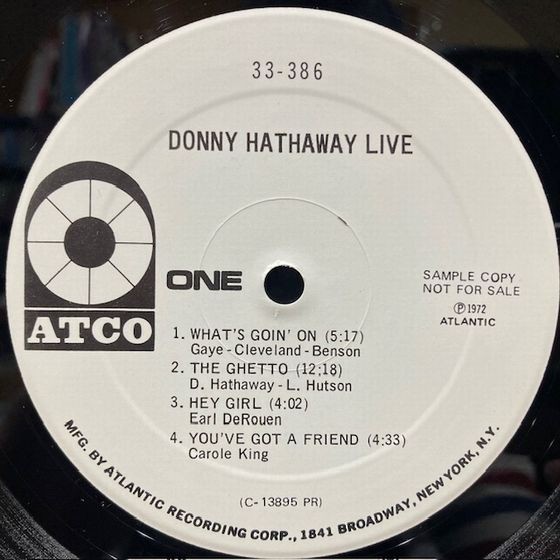 33-386
DONNY HATHAWAY LIVE
ATCO
ONE
SAMPLE COPY
NOT FOR SALE
Ⓟ1972
ATLANTIC
1. WHAT'S GOIN' ON (5:17)
Gaye-Cleveland-Benson
2. THE GHETTO (12:18)
D. Hathaway-L. Hutson
3. HEY GIRL (4:02)
Earl DeRouen
4. YOU'VE GOT A FRIEND (4:33)
Carole King
(C-13895 PR)
MFG. BY ATLANTIC RECORDING CORP., 1841 BROADWAY, NEW YORK, N.Y.